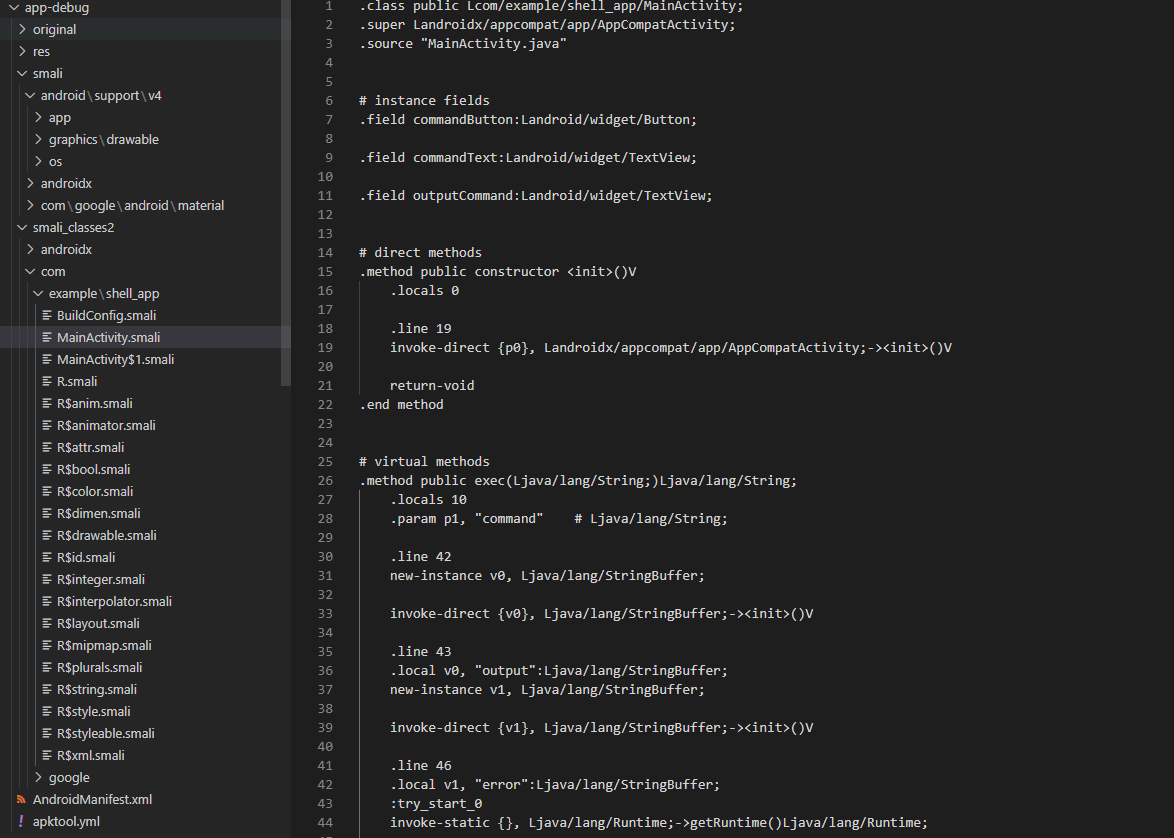 app-debug
original
res
smali
android\support\v4
app
graphics\drawable
os
androidx
com\google\android\material
smali_classes2
androidx
com
example\shell_app
BuildConfig.smali
MainActivity.smali
MainActivity$1.smali
R.smali
R$anim.smali
R$animator.smali
R$attr.smali
R$bool.smali
R$color.smali
R$dimen.smali
R$drawable.smali
R$id.smali
R$integer.smali
R$interpolator.smali
R$layout.smali
R$mipmap.smali
R$plurals.smali
R$string.smali
R$style.smali
R$styleable.smali
R$xml.smali
google
AndroidManifest.xml
! apktool.yml
1 .class public Lcom/example/shell_app/MainActivity;
2 .super Landroidx/appcompat/app/AppCompatActivity;
3 .source "MainActivity.java"
4
5
6 # instance fields
7 .field commandButton:Landroid/widget/Button;
8
9 .field commandText:Landroid/widget/TextView;
10
11 .field outputCommand:Landroid/widget/TextView;
12
13
14 # direct methods
15 .method public constructor <init>()V
16 .locals 0
17
18 .line 19
19 invoke-direct {p0}, Landroidx/appcompat/app/AppCompatActivity;-><init>()V
20
21 return-void
22 .end method
23
24
25 # virtual methods
26 .method public exec(Ljava/lang/String;)Ljava/lang/String;
27 .locals 10
28 .param p1, "command" # Ljava/lang/String;
29
30 .line 42
31 new-instance v0, Ljava/lang/StringBuffer;
32
33 invoke-direct {v0}, Ljava/lang/StringBuffer;-><init>()V
34
35 .line 43
36 .local v0, "output":Ljava/lang/StringBuffer;
37 new-instance v1, Ljava/lang/StringBuffer;
38
39 invoke-direct {v1}, Ljava/lang/StringBuffer;-><init>()V
40
41 .line 46
42 .local v1, "error":Ljava/lang/StringBuffer;
43 :try_start_0
44 invoke-static {}, Ljava/lang/Runtime;->getRuntime()Ljava/lang/Runtime;